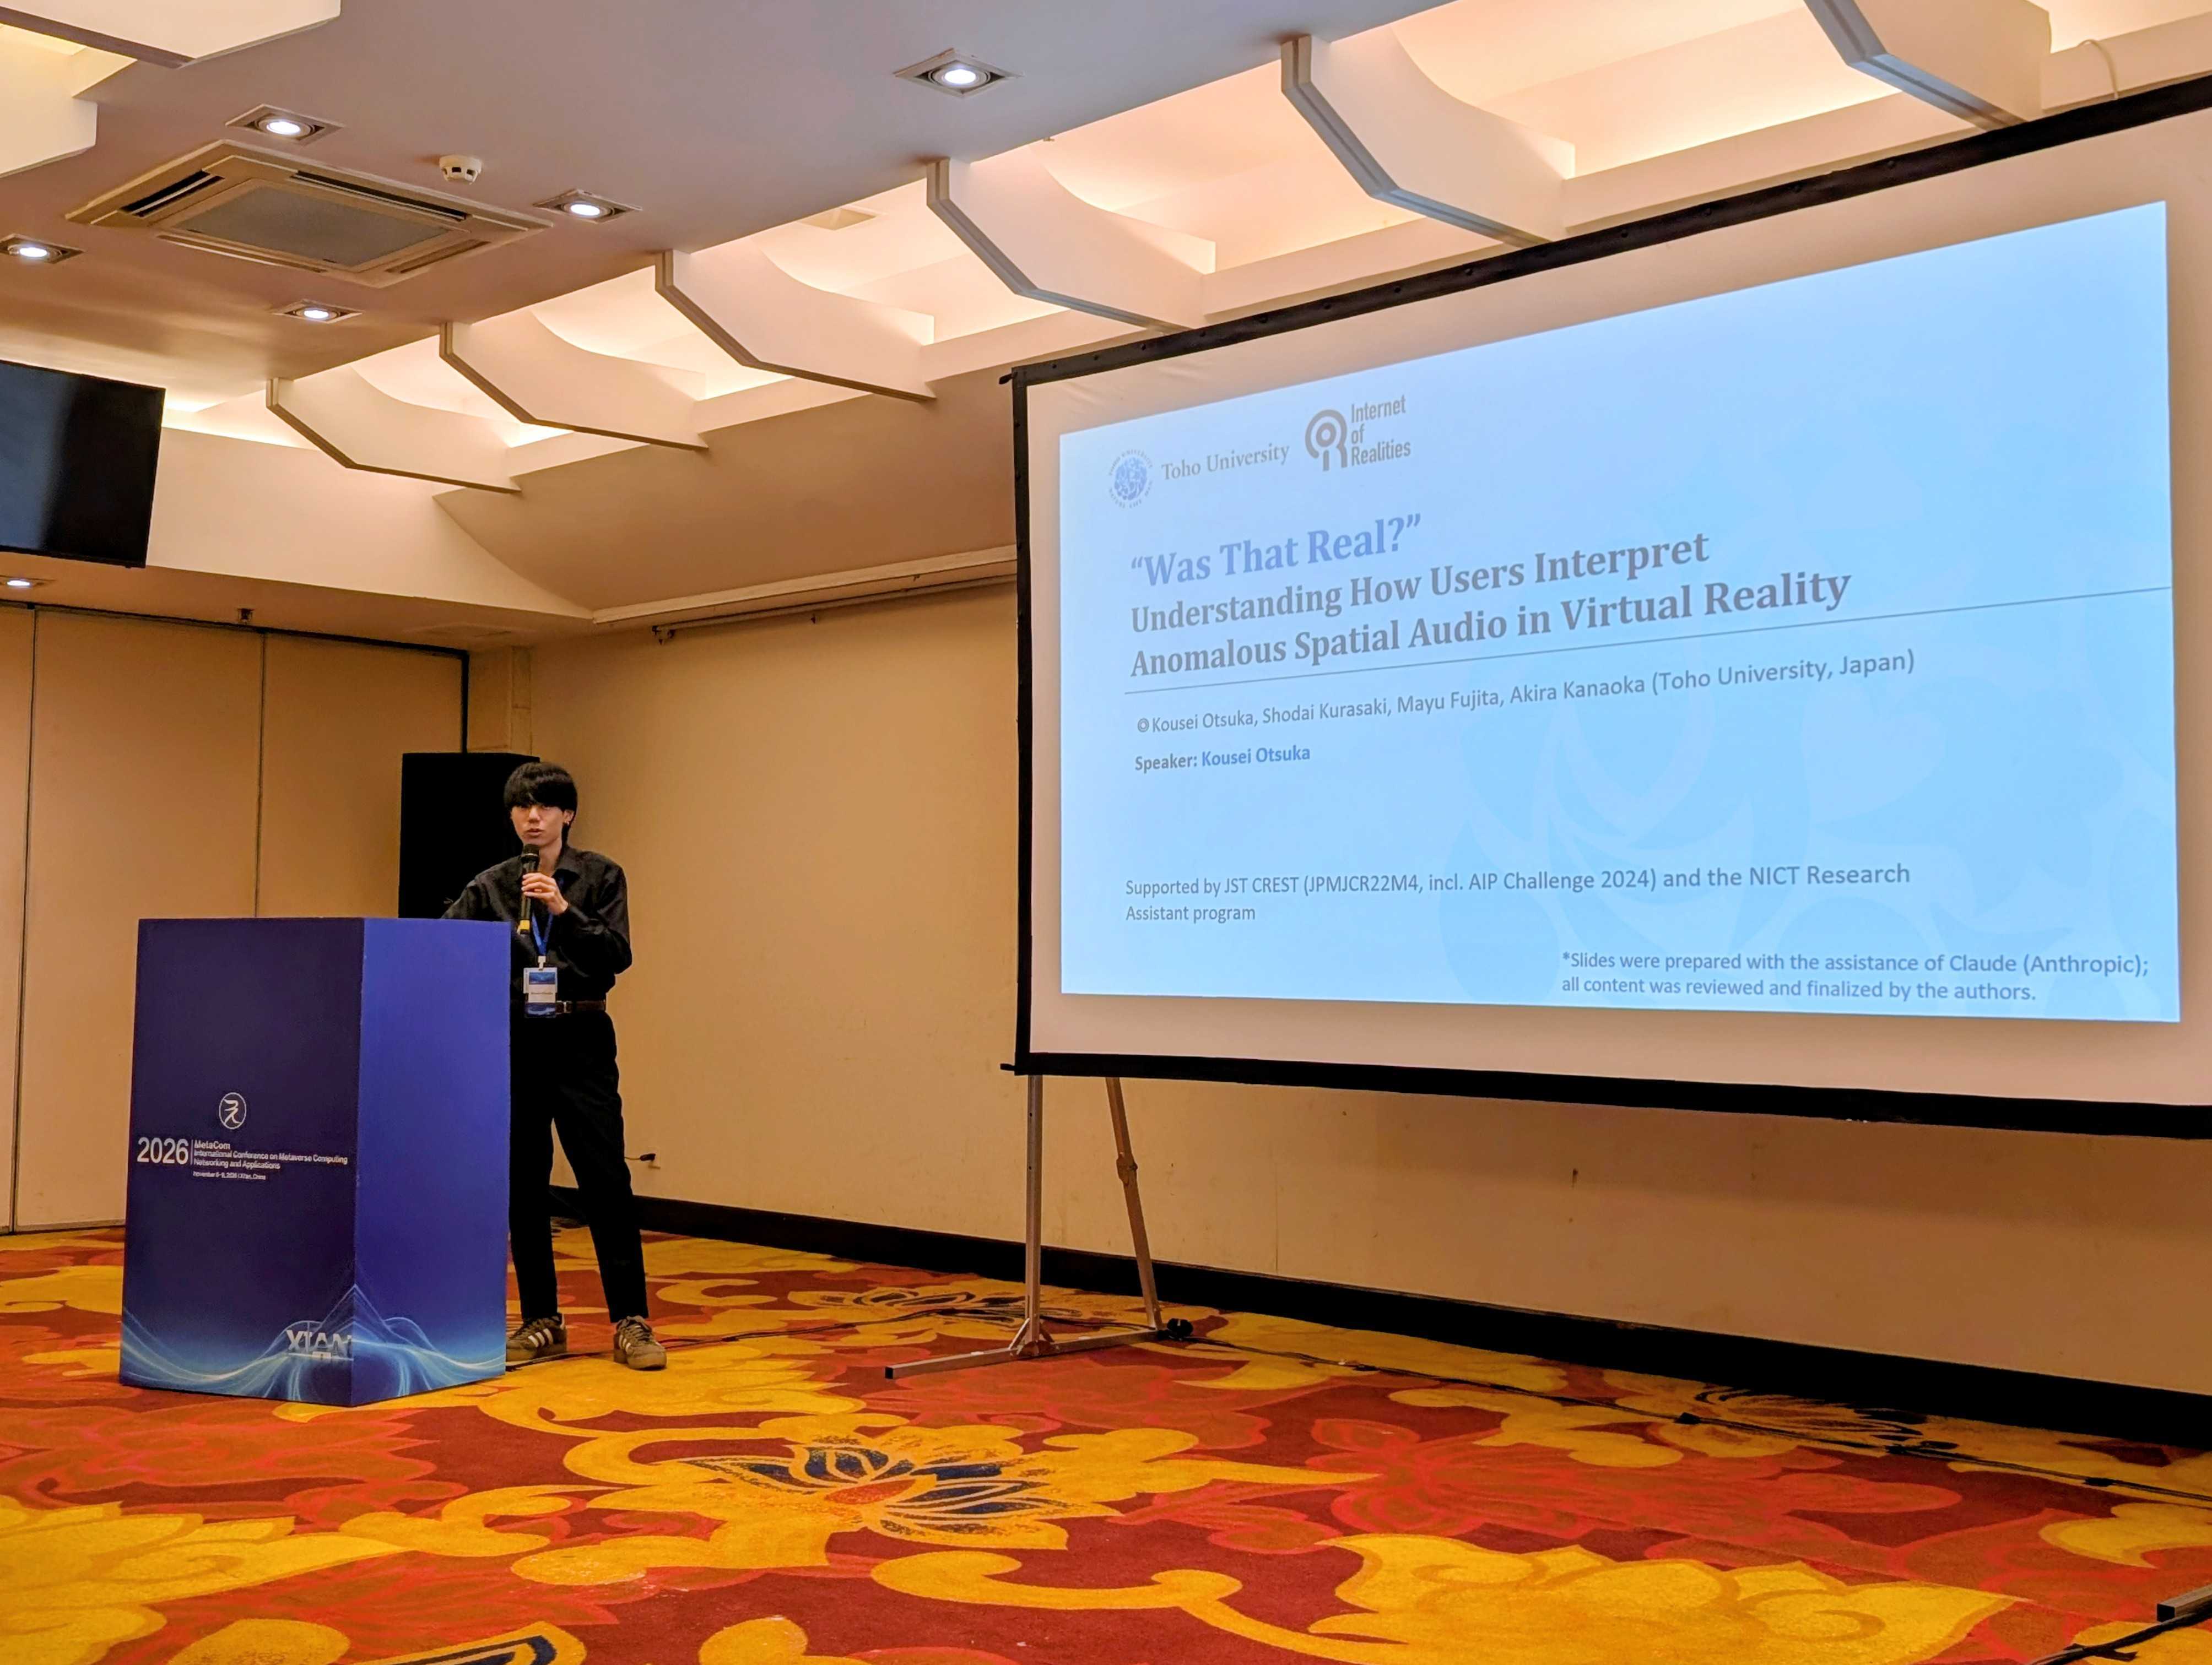 Toho University
Internet
of
Realities
“Was That Real?”
Understanding How Users Interpret
Anomalous Spatial Audio in Virtual Reality
◎Kousei Otsuka, Shodai Kurasaki, Mayu Fujita, Akira Kanaoka (Toho University, Japan)
Speaker: Kousei Otsuka
Supported by JST CREST (JPMJCR22M4, incl. AIP Challenge 2024) and the NICT Research
Assistant program
*Slides were prepared with the assistance of Claude (Anthropic);
all content was reviewed and finalized by the authors.
2026
MetaCom
International Conference on Metaverse Computing
Networking and Applications
XI'AN